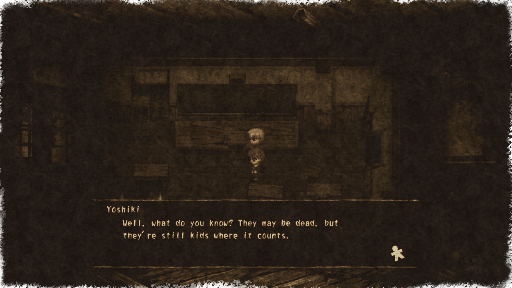 Yoshiki
Well, what do you know? They may be dead, but
they're still kids where it counts.